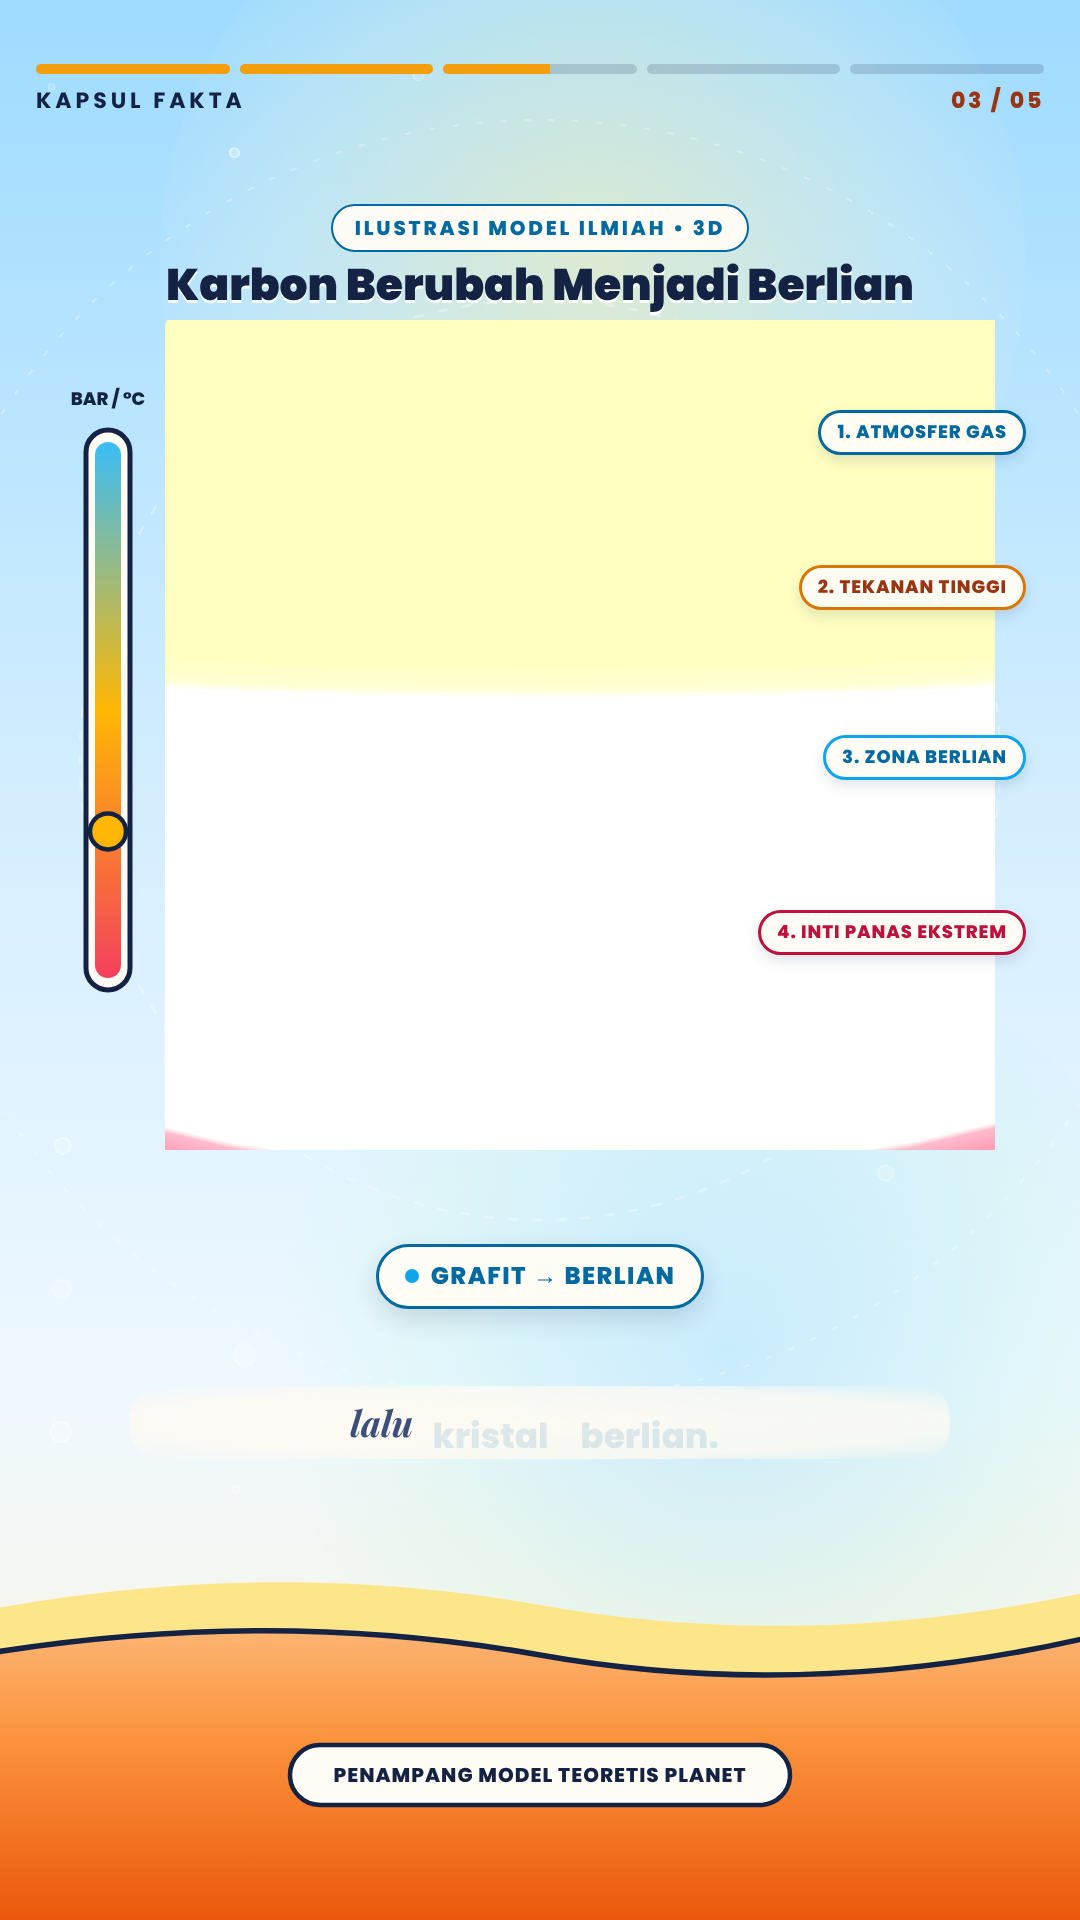 KAPSUL FAKTA
03 / 05
ILUSTRASI MODEL ILMIAH • 3D
Karbon Berubah Menjadi Berlian
BAR / °C
1. ATMOSFER GAS
2. TEKANAN TINGGI
3. ZONA BERLIAN
4. INTI PANAS EKSTREM
GRAFIT → BERLIAN
lalu kristal berlian.
PENAMPANG MODEL TEORETIS PLANET